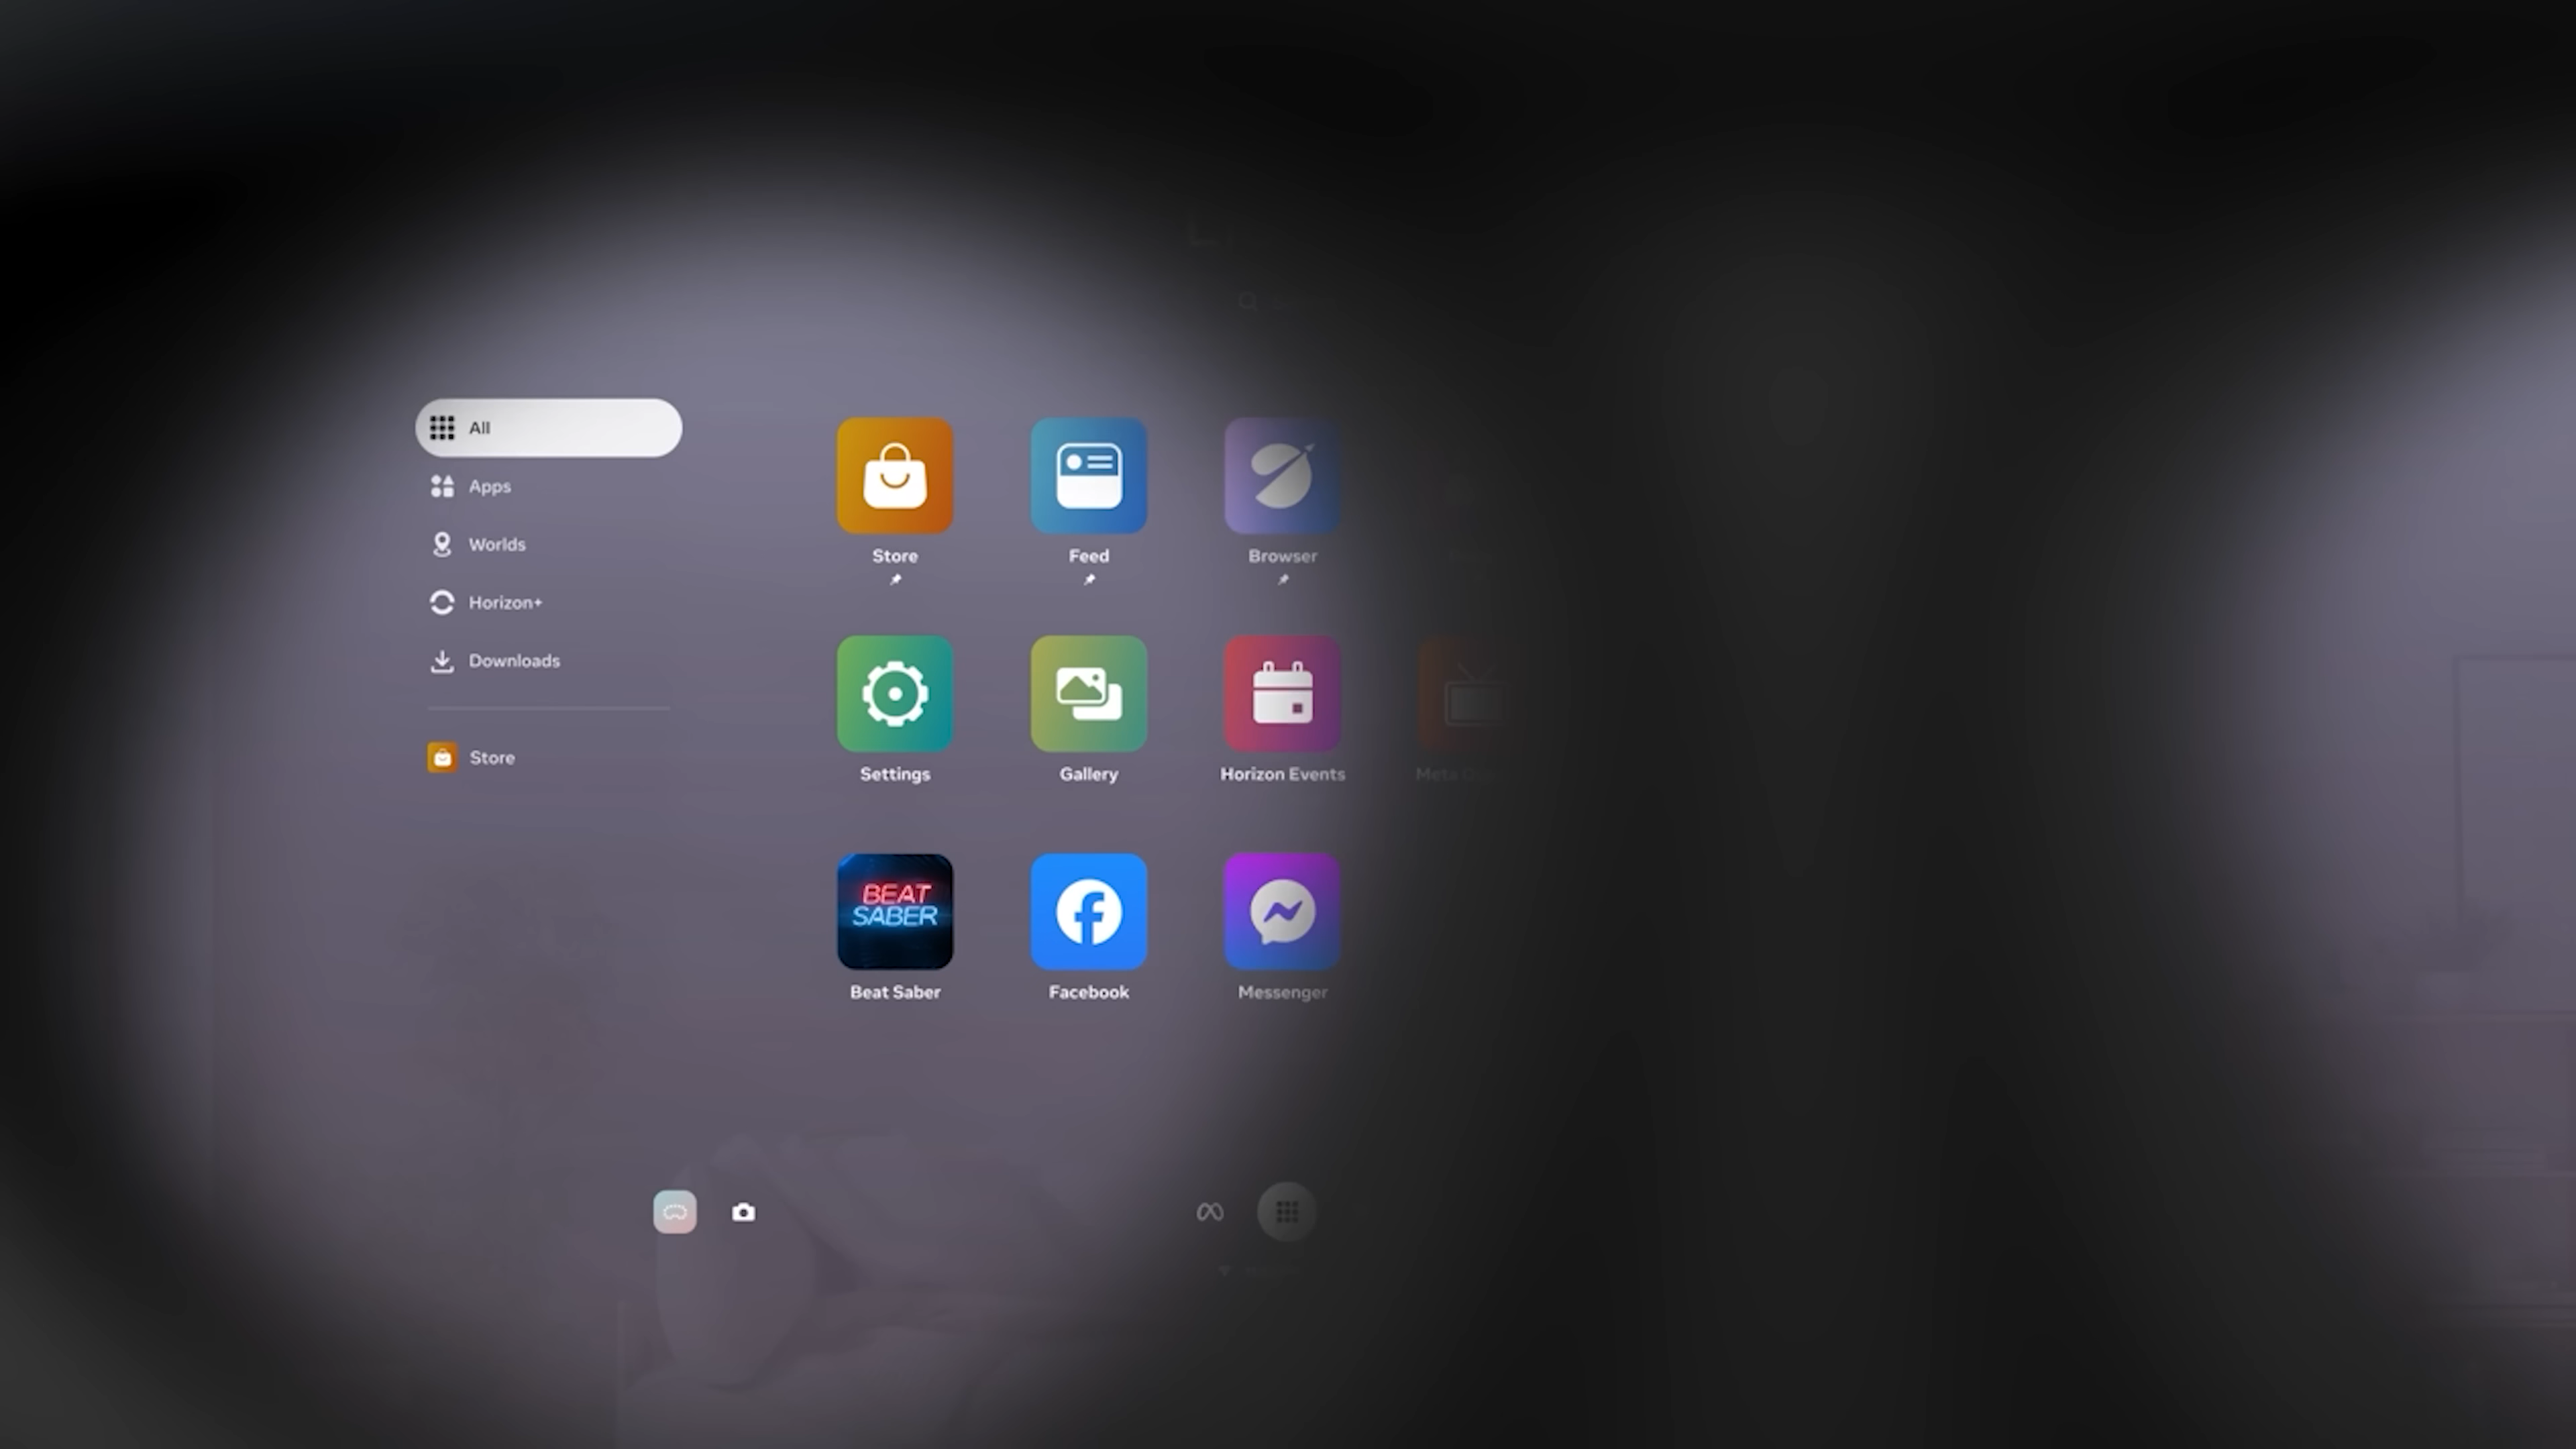 All
Apps
Worlds
Horizon+
Downloads
Store
Store
Feed
Browser
Settings
Gallery
Horizon Events
Meta
BEAT
SABER
Beat Saber
Facebook
Messenger